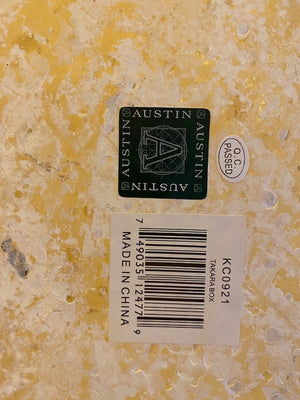 AUSTIN
AUSTIN
A
AUSTIN
AUSTIN
Q.C.
PASSED
KC0921
TAKARA BOX
7 49035 12477 9
MADE IN CHINA